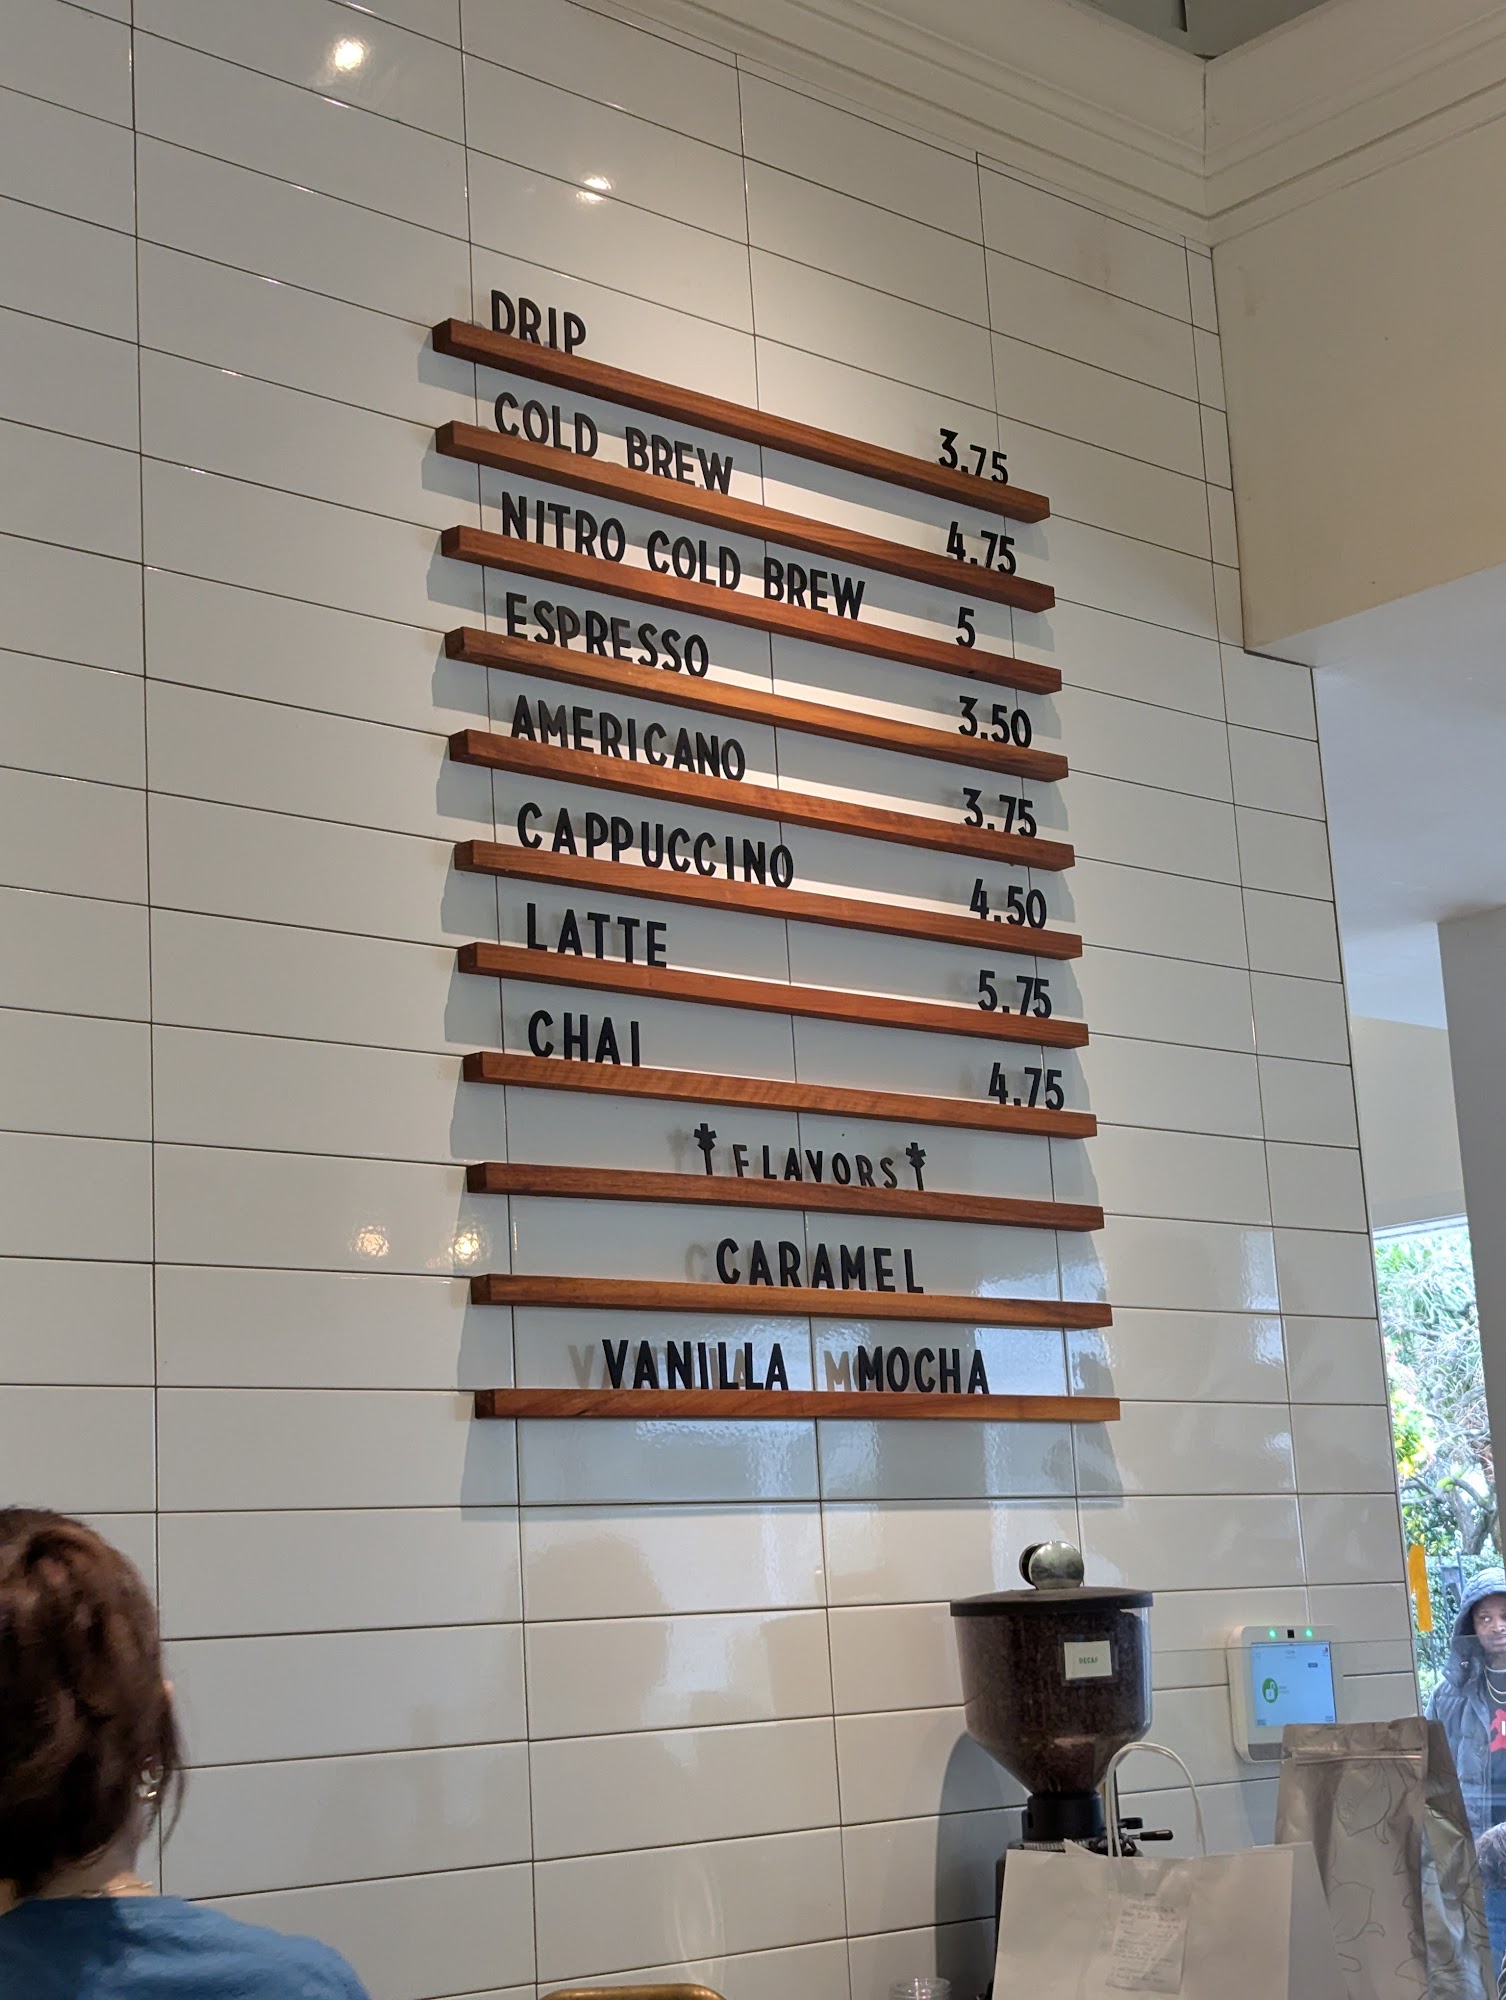 DRIP 3.75
COLD BREW 4.75
NITRO COLD BREW 5
ESPRESSO 3.50
AMERICANO 3.75
CAPPUCCINO 4.50
LATTE 5.75
CHAI 4.75
FLAVORS
CARAMEL
VANILLA MOCHA
DECAF